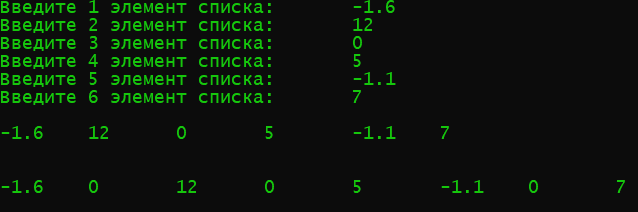 Введите 1 элемент списка: -1.6
Введите 2 элемент списка: 12
Введите 3 элемент списка: 0
Введите 4 элемент списка: 5
Введите 5 элемент списка: -1.1
Введите 6 элемент списка: 7
-1.6 12 0 5 -1.1 7
-1.6 0 12 0 5 -1.1 0 7